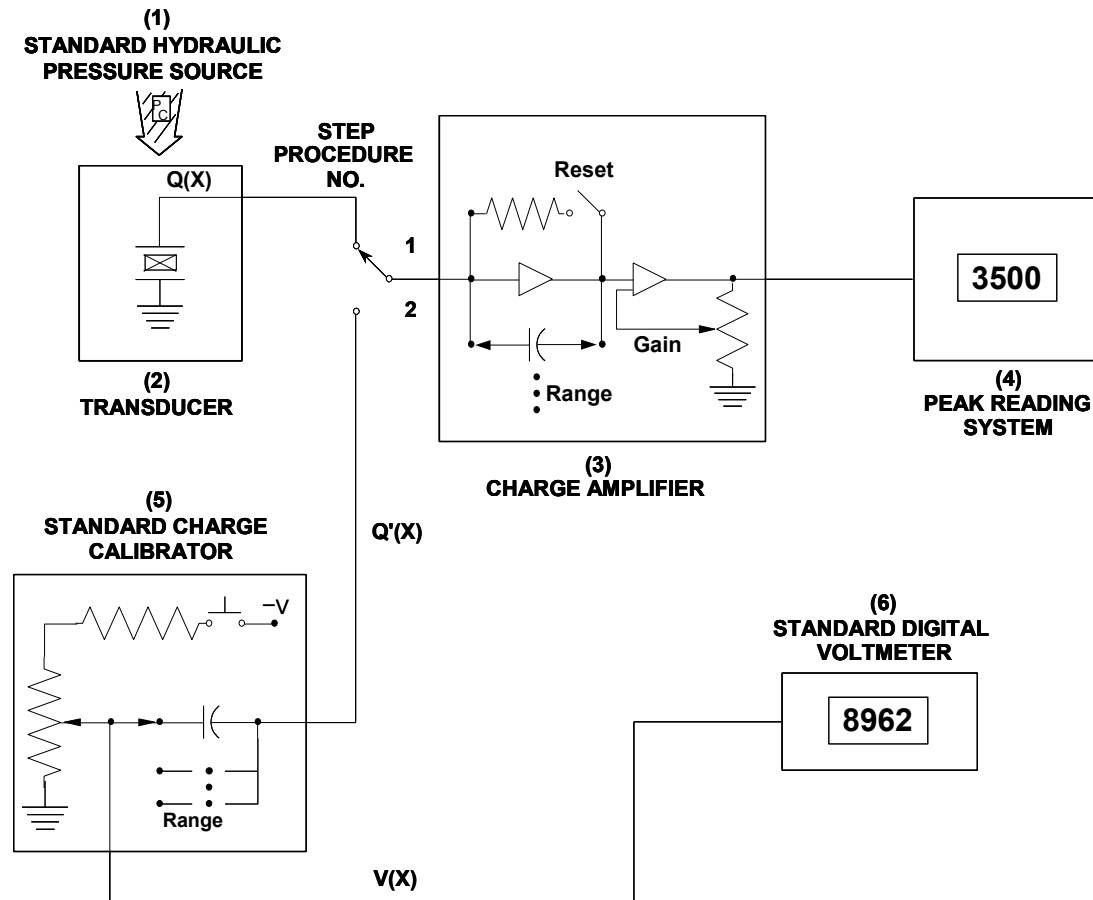 (1)
STANDARD HYDRAULIC
PRESSURE SOURCE
P
C
STEP
PROCEDURE
NO.
Q(X)
1
2
(2)
TRANSDUCER
Reset
Gain
Range
(3)
CHARGE AMPLIFIER
3500
(4)
PEAK READING
SYSTEM
(5)
STANDARD CHARGE
CALIBRATOR
Q'(X)
–V
Range
(6)
STANDARD DIGITAL
VOLTMETER
8962
V(X)